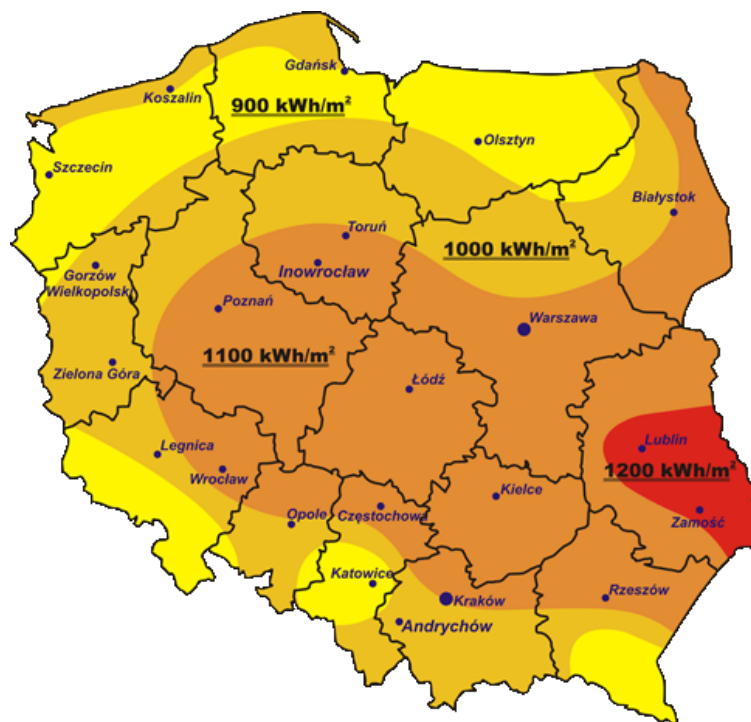 Gdańsk
Koszalin
900 kWh/m²
Olsztyn
Szczecin
Białystok
Toruń
1000 kWh/m²
Gorzów
Wielkopolski
Inowrocław
Poznań
Warszawa
1100 kWh/m²
Zielona Góra
Łódź
Legnica
Lublin
Wrocław
1200 kWh/m²
Kielce
Opole
Częstochowa
Zamość
Katowice
Kraków
Rzeszów
Andrychów